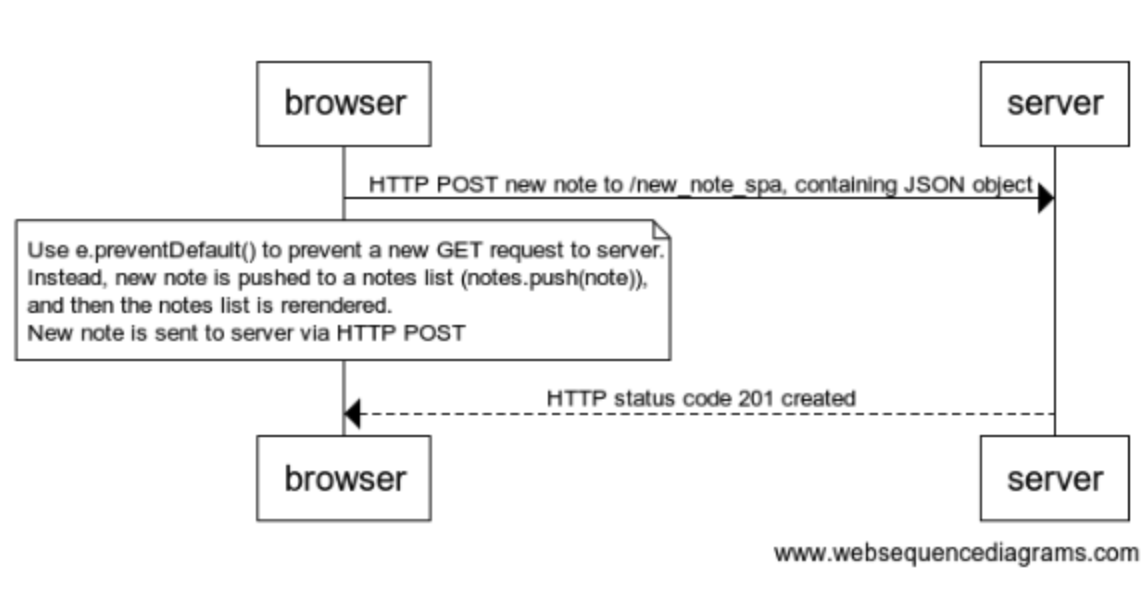 browser
server
HTTP POST new note to /new_note_spa, containing JSON object
Use e.preventDefault() to prevent a new GET request to server.
Instead, new note is pushed to a notes list (notes.push(note)),
and then the notes list is rerendered.
New note is sent to server via HTTP POST
HTTP status code 201 created
browser
server
www.websequencediagrams.com